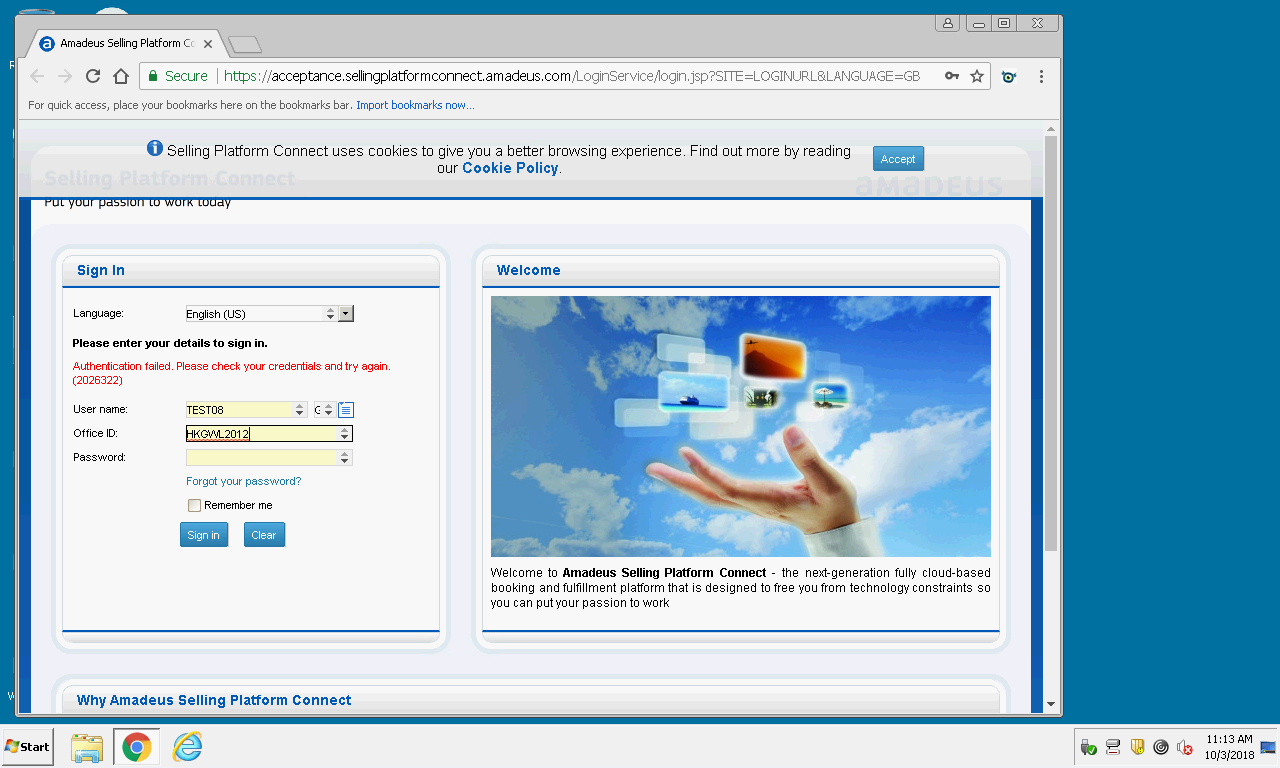 Amadeus Selling Platform Co
Secure
https://acceptance.sellingplatformconnect.amadeus.com/LoginService/login.jsp?SITE=LOGINURL&LANGUAGE=GB
For quick access, place your bookmarks here on the bookmarks bar. Import bookmarks now...
Selling Platform Connect uses cookies to give you a better browsing experience. Find out more by reading
our Cookie Policy.
Accept
Selling Platform Connect
amadeus
Put your passion to work today
Sign In
Language:
English (US)
Please enter your details to sign in.
Authentication failed. Please check your credentials and try again.
(2026322)
User name:
TEST08
Office ID:
HKGWL2012
Password:
Forgot your password?
Remember me
Sign in
Clear
Welcome
Welcome to Amadeus Selling Platform Connect - the next-generation fully cloud-based
booking and fulfillment platform that is designed to free you from technology constraints so
you can put your passion to work
Why Amadeus Selling Platform Connect
Start
11:13 AM
10/3/2018